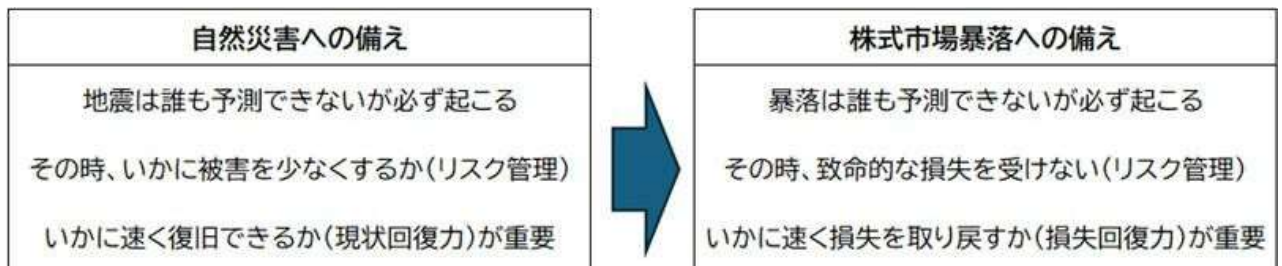 自然災害への備え
地震は誰も予測できないが必ず起こる
その時、いかに被害を少なくするか(リスク管理)
いかに速く復旧できるか(現状回復力)が重要
株式市場暴落への備え
暴落は誰も予測できないが必ず起こる
その時、致命的な損失を受けない(リスク管理)
いかに速く損失を取り戻すか(損失回復力)が重要